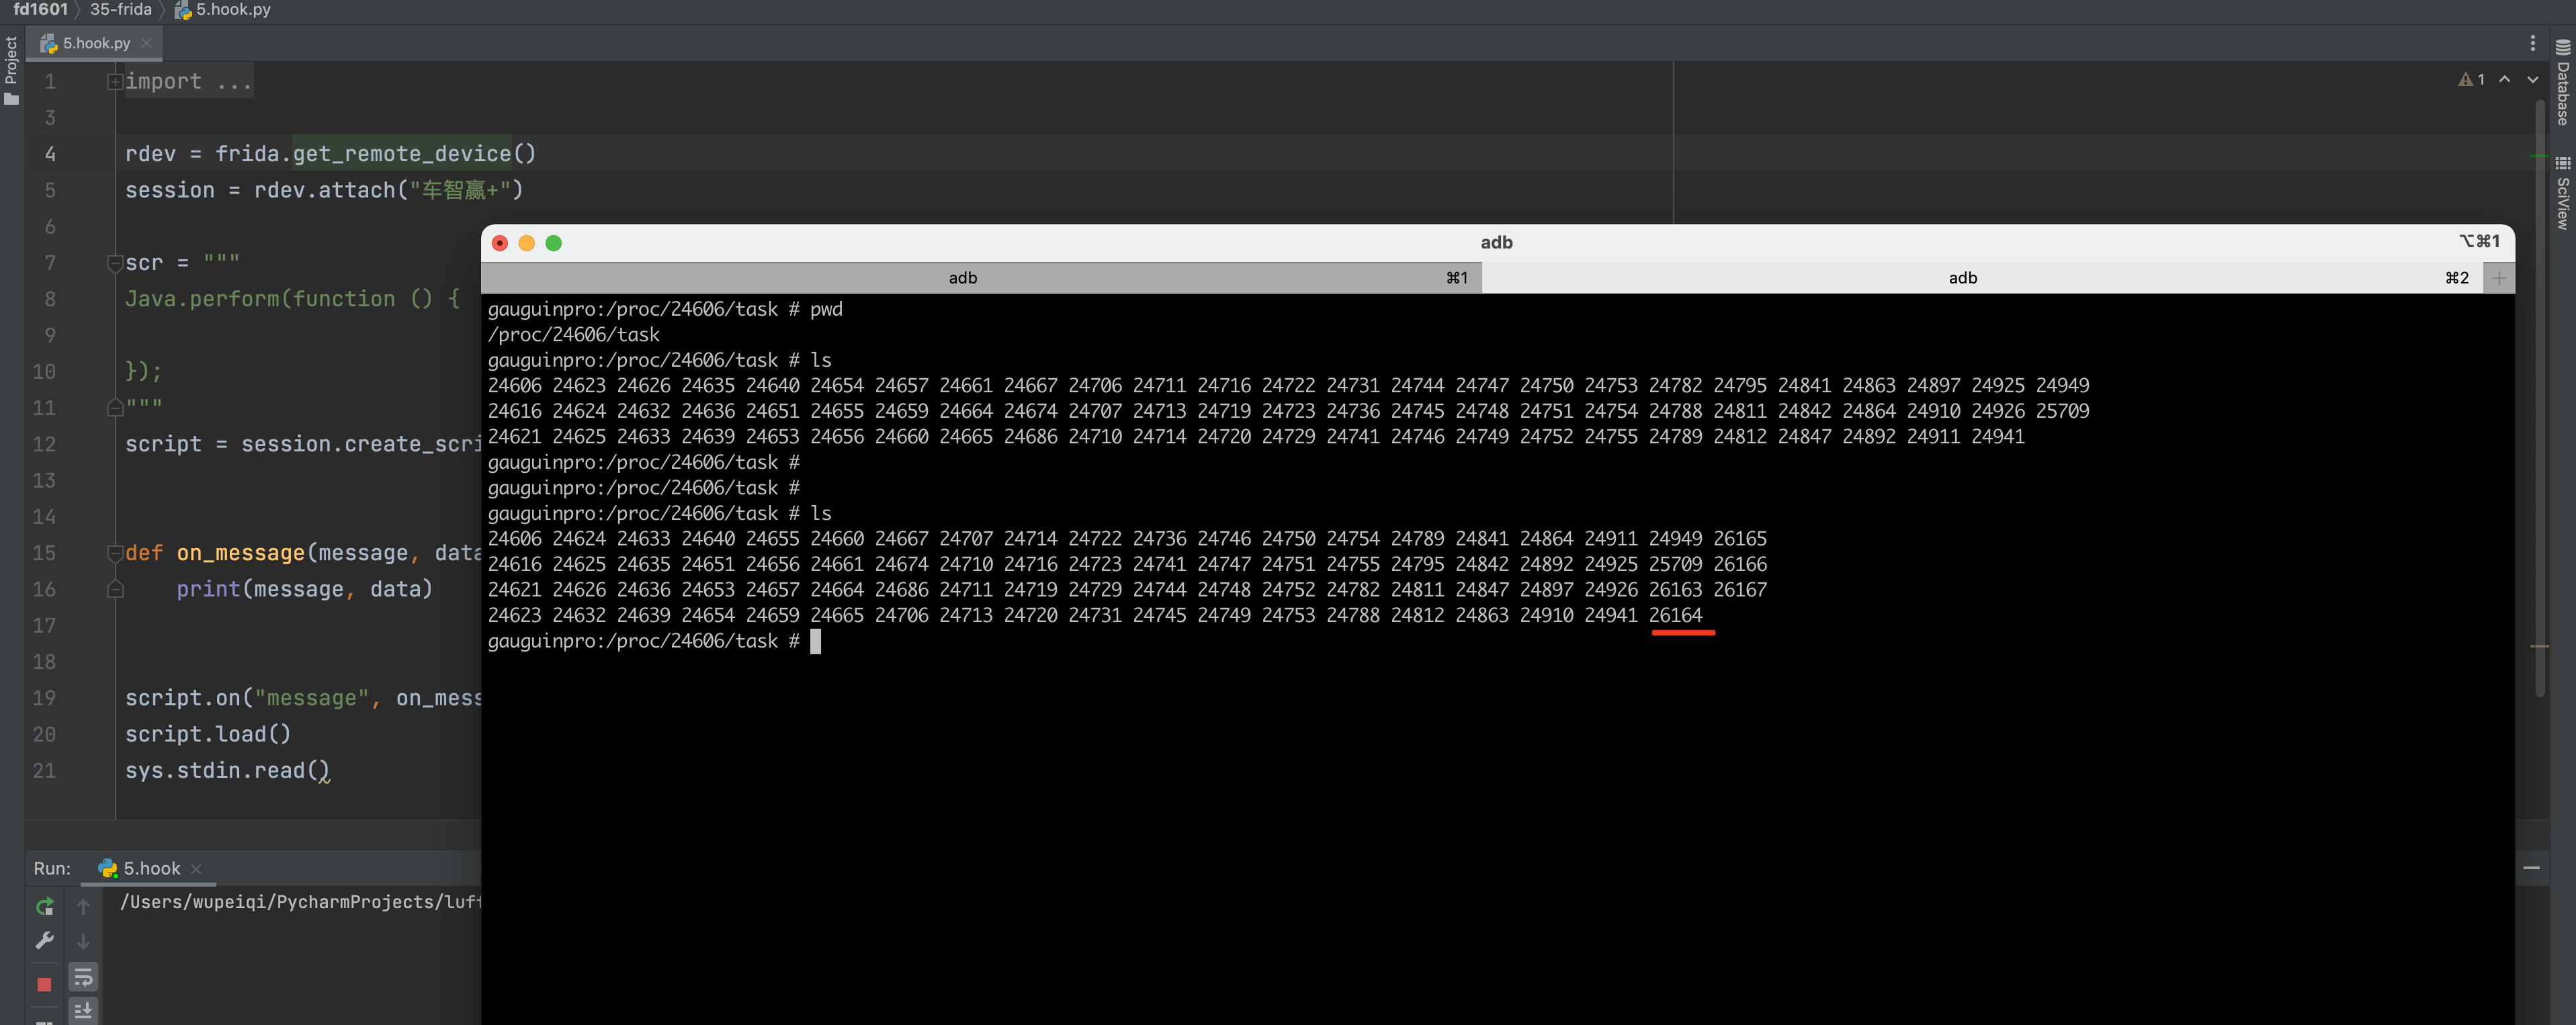 fd1601 35-frida 5.hook.py
5.hook.py
Project
Database
SciView
1
1 import ...
3
4 rdev = frida.get_remote_device()
5 session = rdev.attach("车智赢+")
6
7 scr = """
8 Java.perform(function () {
9
10 });
11 """
12 script = session.create_scri
13
14
15 def on_message(message, data
16 print(message, data)
17
18
19 script.on("message", on_mess
20 script.load()
21 sys.stdin.read()
adb ⌥⌘1
adb ⌘1 adb ⌘2
gauguinpro:/proc/24606/task # pwd
/proc/24606/task
gauguinpro:/proc/24606/task # ls
24606 24623 24626 24635 24640 24654 24657 24661 24667 24706 24711 24716 24722 24731 24744 24747 24750 24753 24782 24795 24841 24863 24897 24925 24949
24616 24624 24632 24636 24651 24655 24659 24664 24674 24707 24713 24719 24723 24736 24745 24748 24751 24754 24788 24811 24842 24864 24910 24926 25709
24621 24625 24633 24639 24653 24656 24660 24665 24686 24710 24714 24720 24729 24741 24746 24749 24752 24755 24789 24812 24847 24892 24911 24941
gauguinpro:/proc/24606/task #
gauguinpro:/proc/24606/task #
gauguinpro:/proc/24606/task # ls
24606 24624 24633 24640 24655 24660 24667 24707 24714 24722 24736 24746 24750 24754 24789 24841 24864 24911 24949 26165
24616 24625 24635 24651 24656 24661 24674 24710 24716 24723 24741 24747 24751 24755 24795 24842 24892 24925 25709 26166
24621 24626 24636 24653 24657 24664 24686 24711 24719 24729 24744 24748 24752 24782 24811 24847 24897 24926 26163 26167
24623 24632 24639 24654 24659 24665 24706 24713 24720 24731 24745 24749 24753 24788 24812 24863 24910 24941 26164
gauguinpro:/proc/24606/task #
Run: 5.hook
/Users/wupeiqi/PycharmProjects/luff